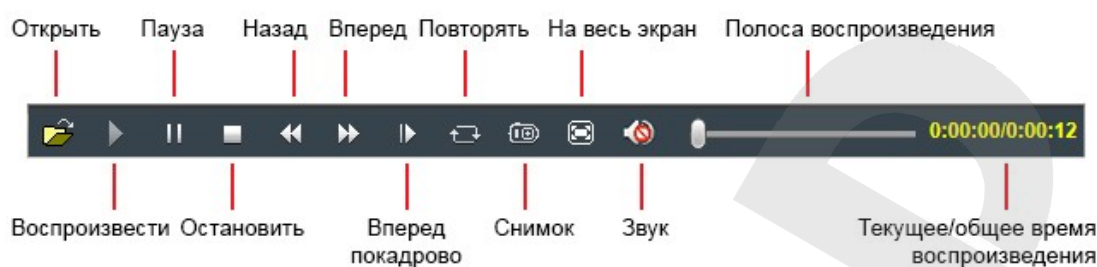 Открыть Пауза Назад Вперед Повторять На весь экран Полоса воспроизведения
0:00:00/0:00:12
Воспроизвести Остановить Вперед Снимок Звук Текущее/общее время
покадрово воспроизведения